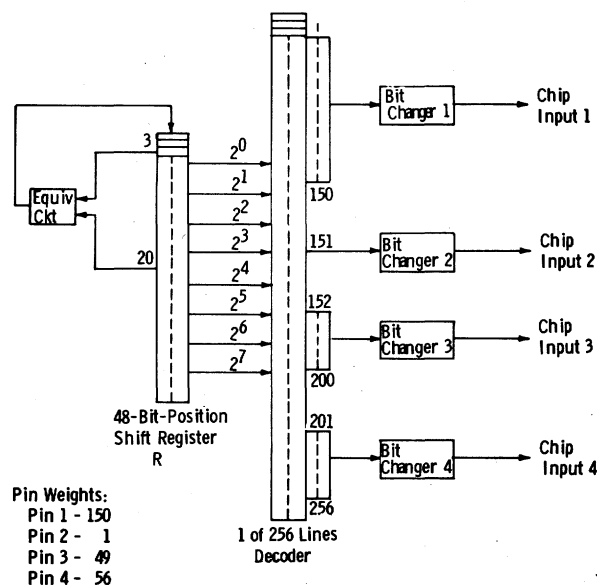 3
Equiv
Ckt
20
2^0
2^1
2^2
2^3
2^4
2^5
2^6
2^7
48-Bit-Position
Shift Register
R
150
151
152
200
201
256
1 of 256 Lines
Decoder
Bit
Changer 1
Chip
Input 1
Bit
Changer 2
Chip
Input 2
Bit
Changer 3
Chip
Input 3
Bit
Changer 4
Chip
Input 4
Pin Weights:
Pin 1 - 150
Pin 2 - 1
Pin 3 - 49
Pin 4 - 56